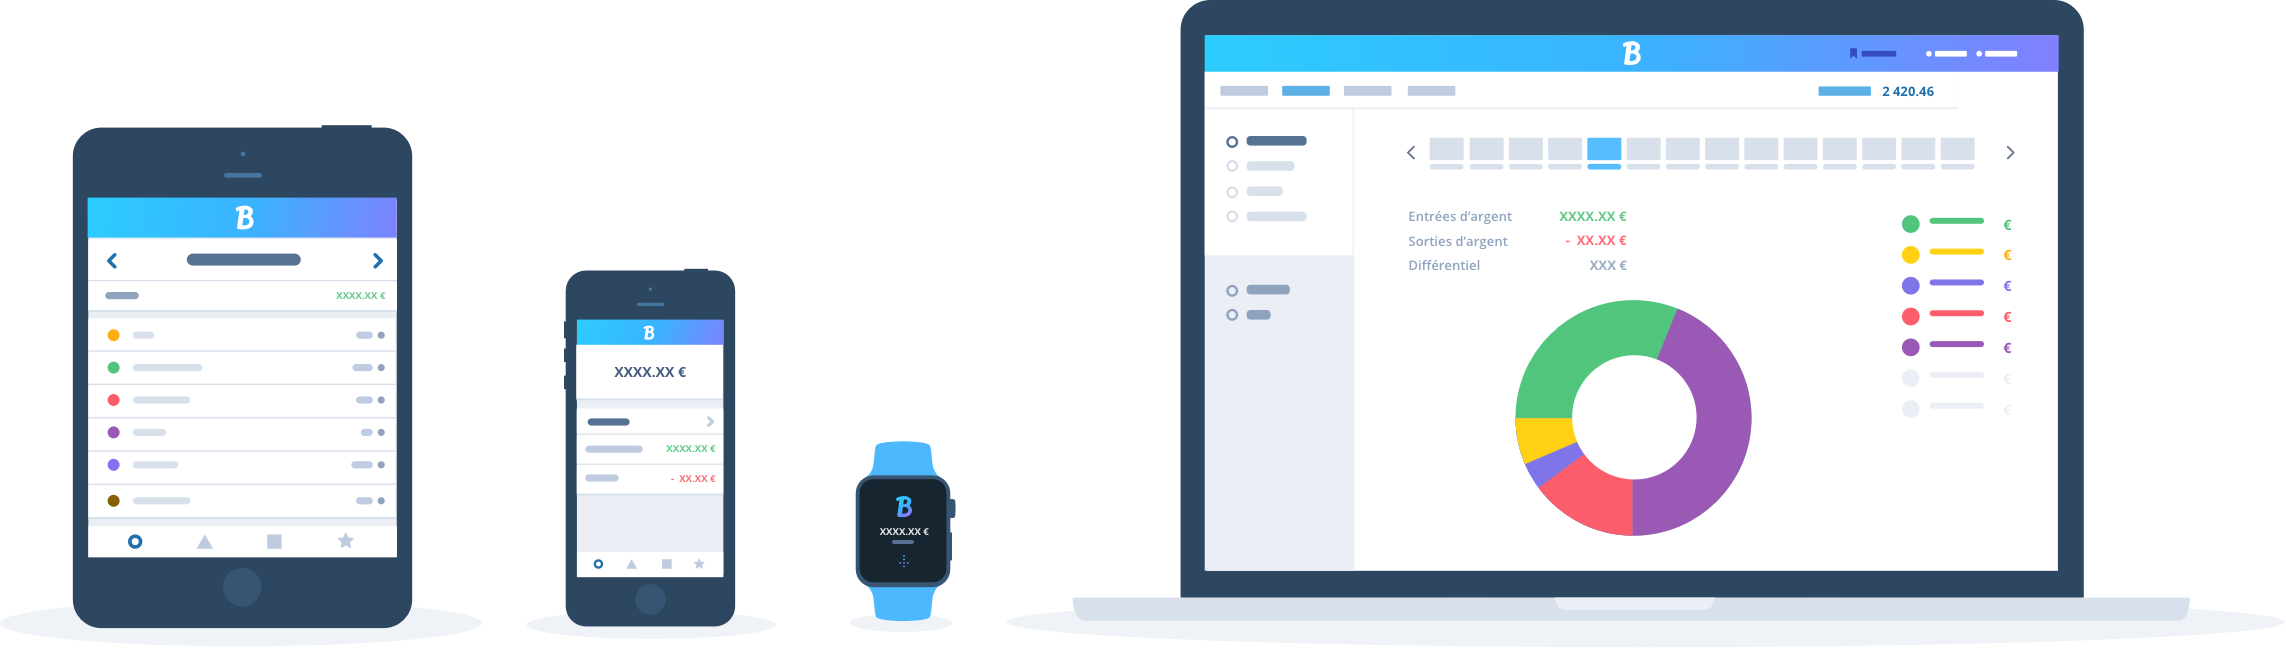 B
XXXX.XX €
B
XXXX.XX €
XXXX.XX €
- XX.XX €
B
XXXX.XX €
B
2 420.46
Entrées d'argent XXXX.XX €
Sorties d'argent - XX.XX €
Différentiel XXX €
€
€
€
€
€
€
€